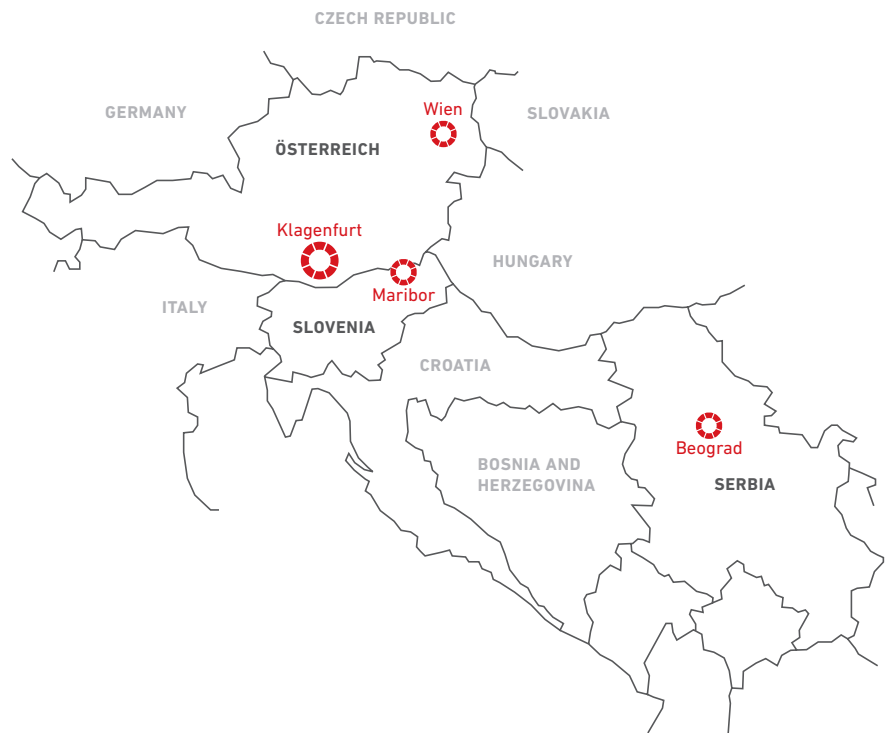 CZECH REPUBLIC
GERMANY
Wien
SLOVAKIA
ÖSTERREICH
Klagenfurt
HUNGARY
Maribor
ITALY
SLOVENIA
CROATIA
Beograd
BOSNIA AND
HERZEGOVINA
SERBIA